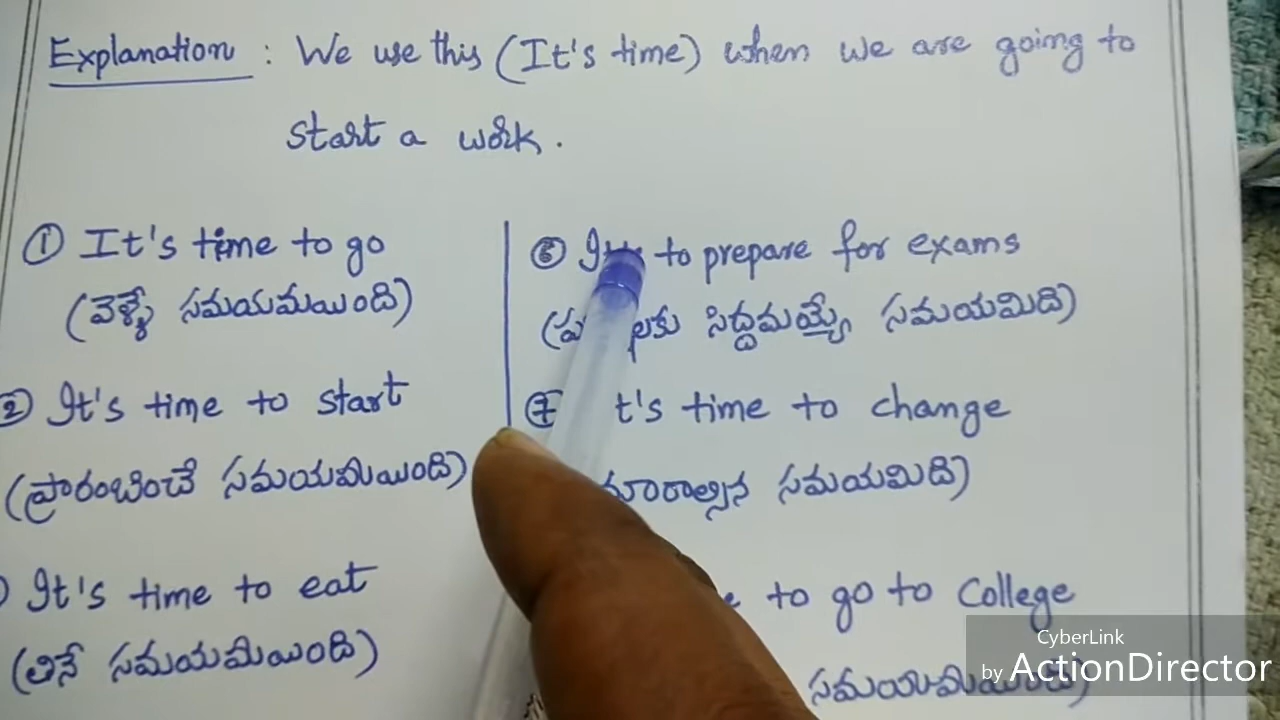 Explanation : We use this (It's time) when we are going to
start a work.
① It's time to go
(వెళ్ళే సమయమయింది)
② It's time to start
(ప్రారంభించే సమయమయింది)
It's time to eat
(తినే సమయమయింది)
⑥ to prepare for exams
సిద్దమయ్యే సమయమిది)
⑦ t's time to change
మారాల్సిన సమయమిది)
to go to College
సమయమయింది)
CyberLink
by ActionDirector